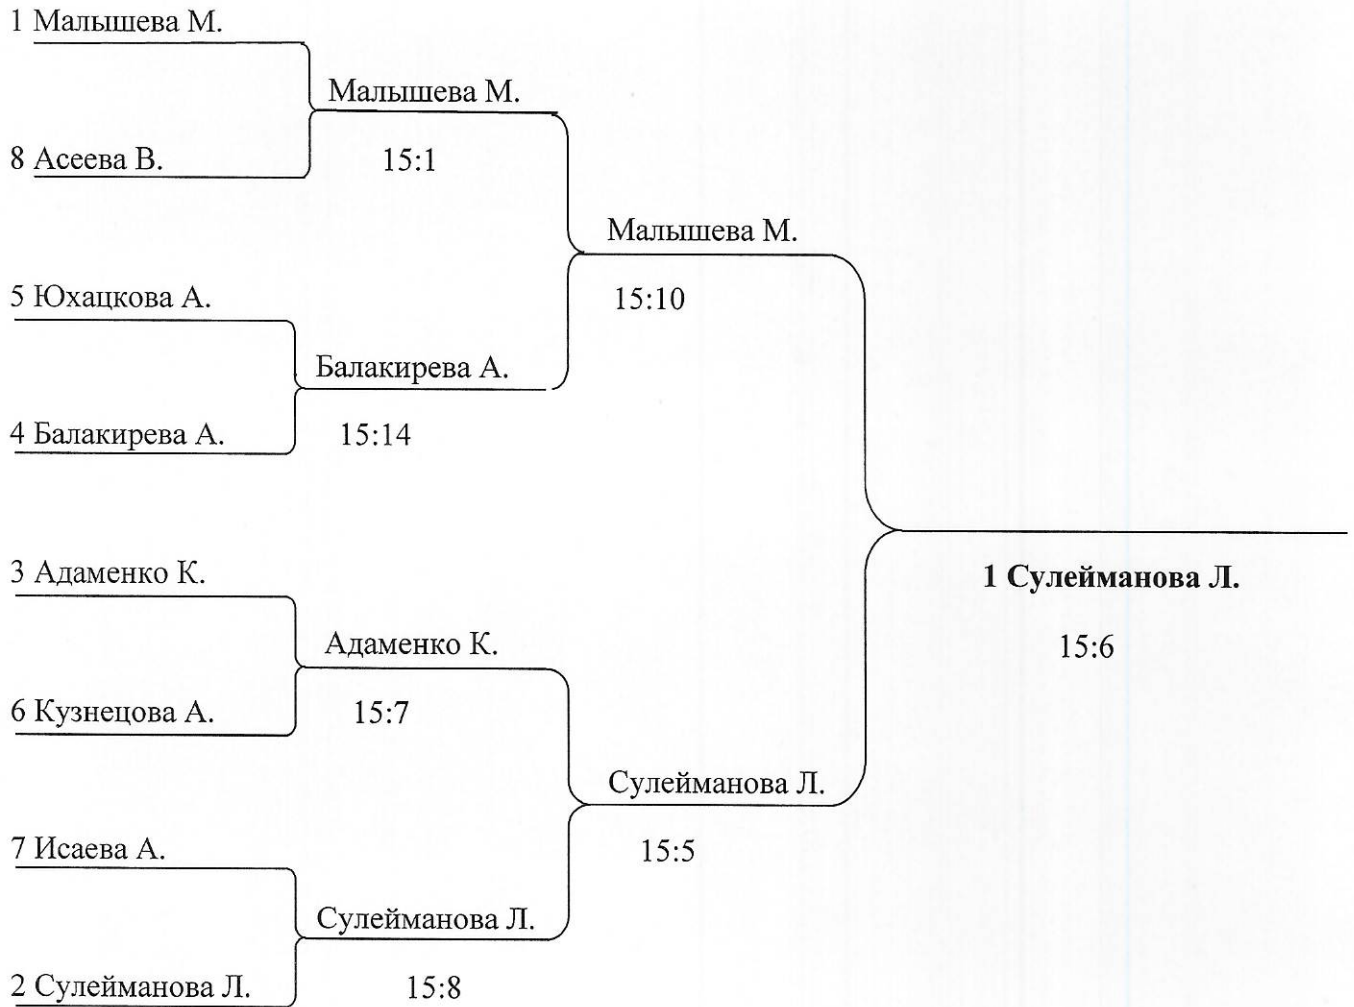 1 Малышева М.
Малышева М.
8 Асеева В.
15:1
Малышева М.
5 Юхацкова А.
15:10
Балакирева А.
4 Балакирева А.
15:14
3 Адаменко К.
1 Сулейманова Л.
Адаменко К.
15:6
6 Кузнецова А.
15:7
Сулейманова Л.
7 Исаева А.
15:5
Сулейманова Л.
2 Сулейманова Л.
15:8